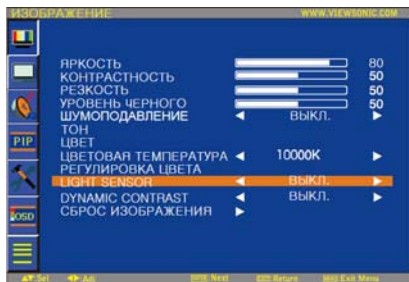 ИЗОБРАЖЕНИЕ WWW.VIEWSONIC.COM
ЯРКОСТЬ 80
КОНТРАСТНОСТЬ 50
РЕЗКОСТЬ 50
УРОВЕНЬ ЧЕРНОГО 50
ШУМОПОДАВЛЕНИЕ ВЫКЛ.
ТОН
ЦВЕТ
ЦВЕТОВАЯ ТЕМПЕРАТУРА 10000K
РЕГУЛИРОВКА ЦВЕТА
LIGHT SENSOR ВЫКЛ.
DYNAMIC CONTRAST ВЫКЛ.
СБРОС ИЗОБРАЖЕНИЯ
PIP
OSD
Sel Adj Next Return Exit Menu